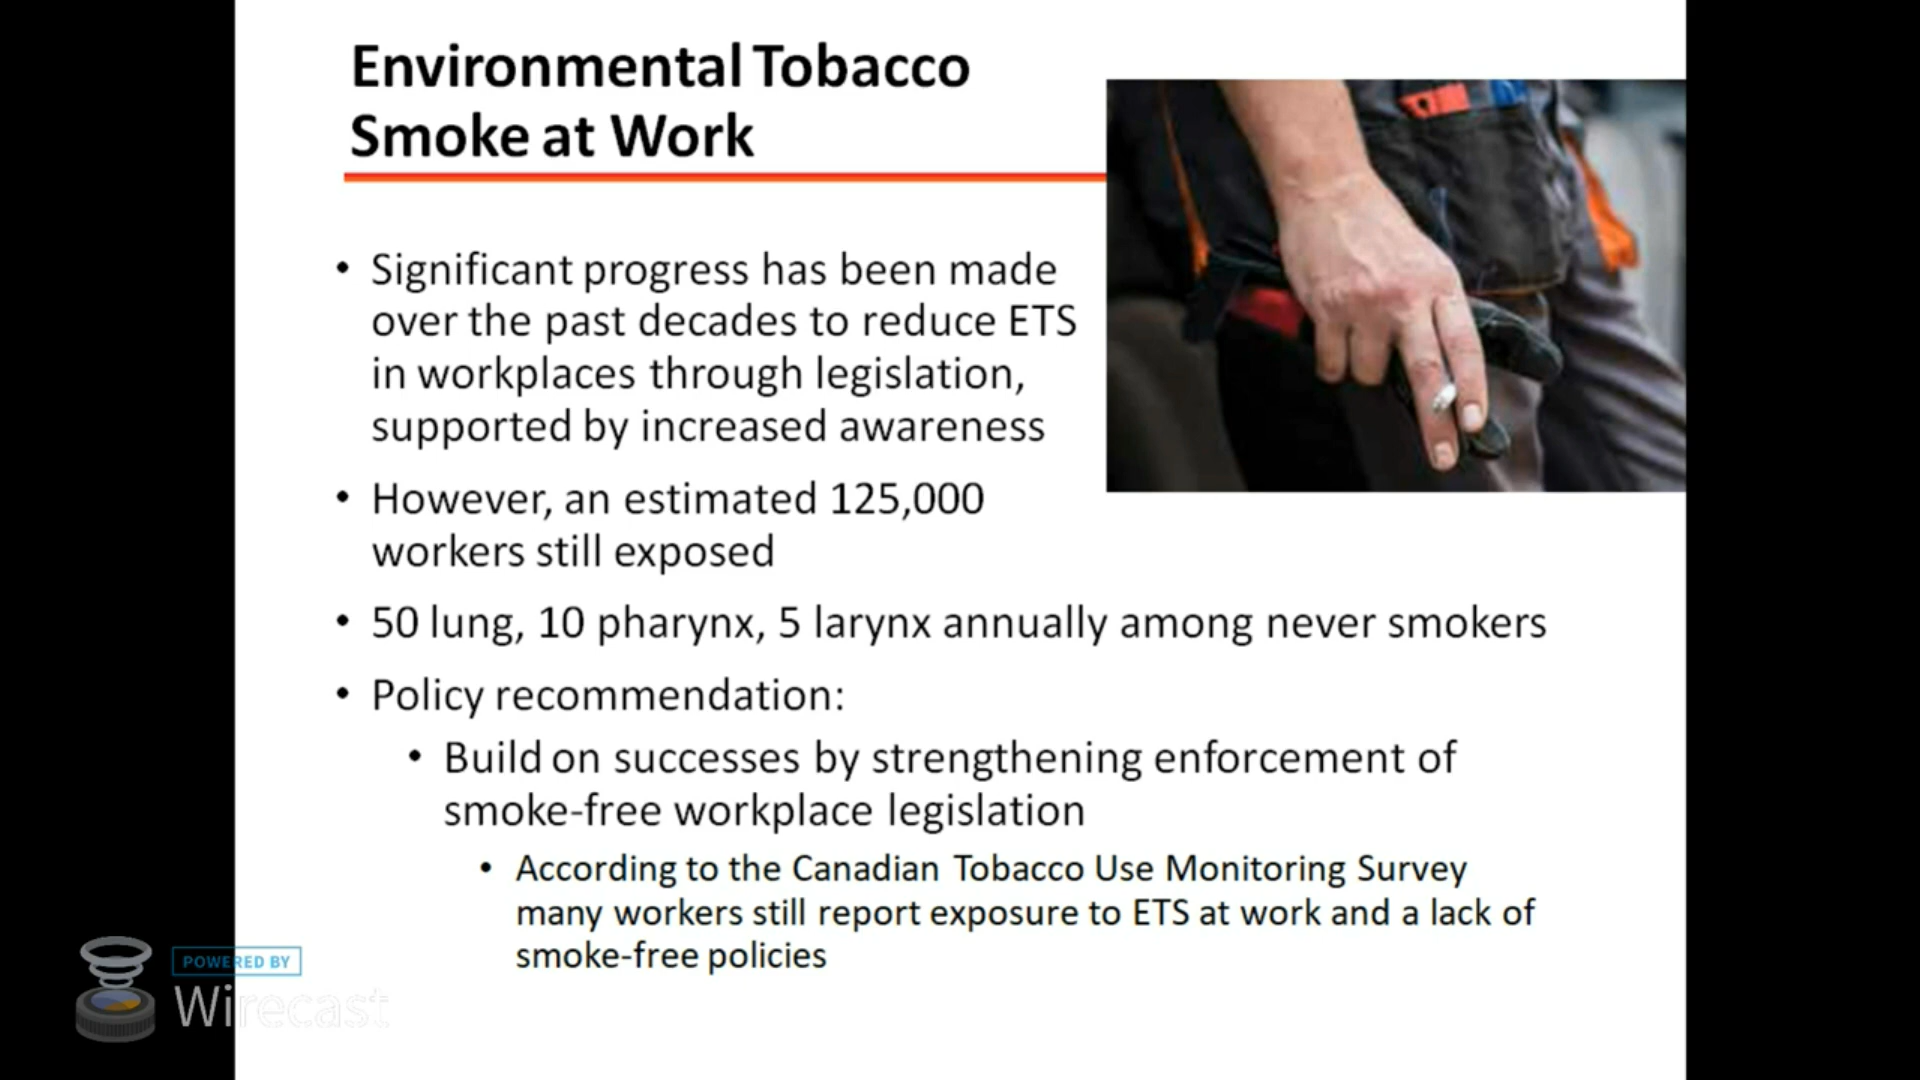 Environmental Tobacco
Smoke at Work
• Significant progress has been made
over the past decades to reduce ETS
in workplaces through legislation,
supported by increased awareness
• However, an estimated 125,000
workers still exposed
• 50 lung, 10 pharynx, 5 larynx annually among never smokers
• Policy recommendation:
• Build on successes by strengthening enforcement of
smoke-free workplace legislation
• According to the Canadian Tobacco Use Monitoring Survey
many workers still report exposure to ETS at work and a lack of
smoke-free policies
POWERED BY
Wirecast